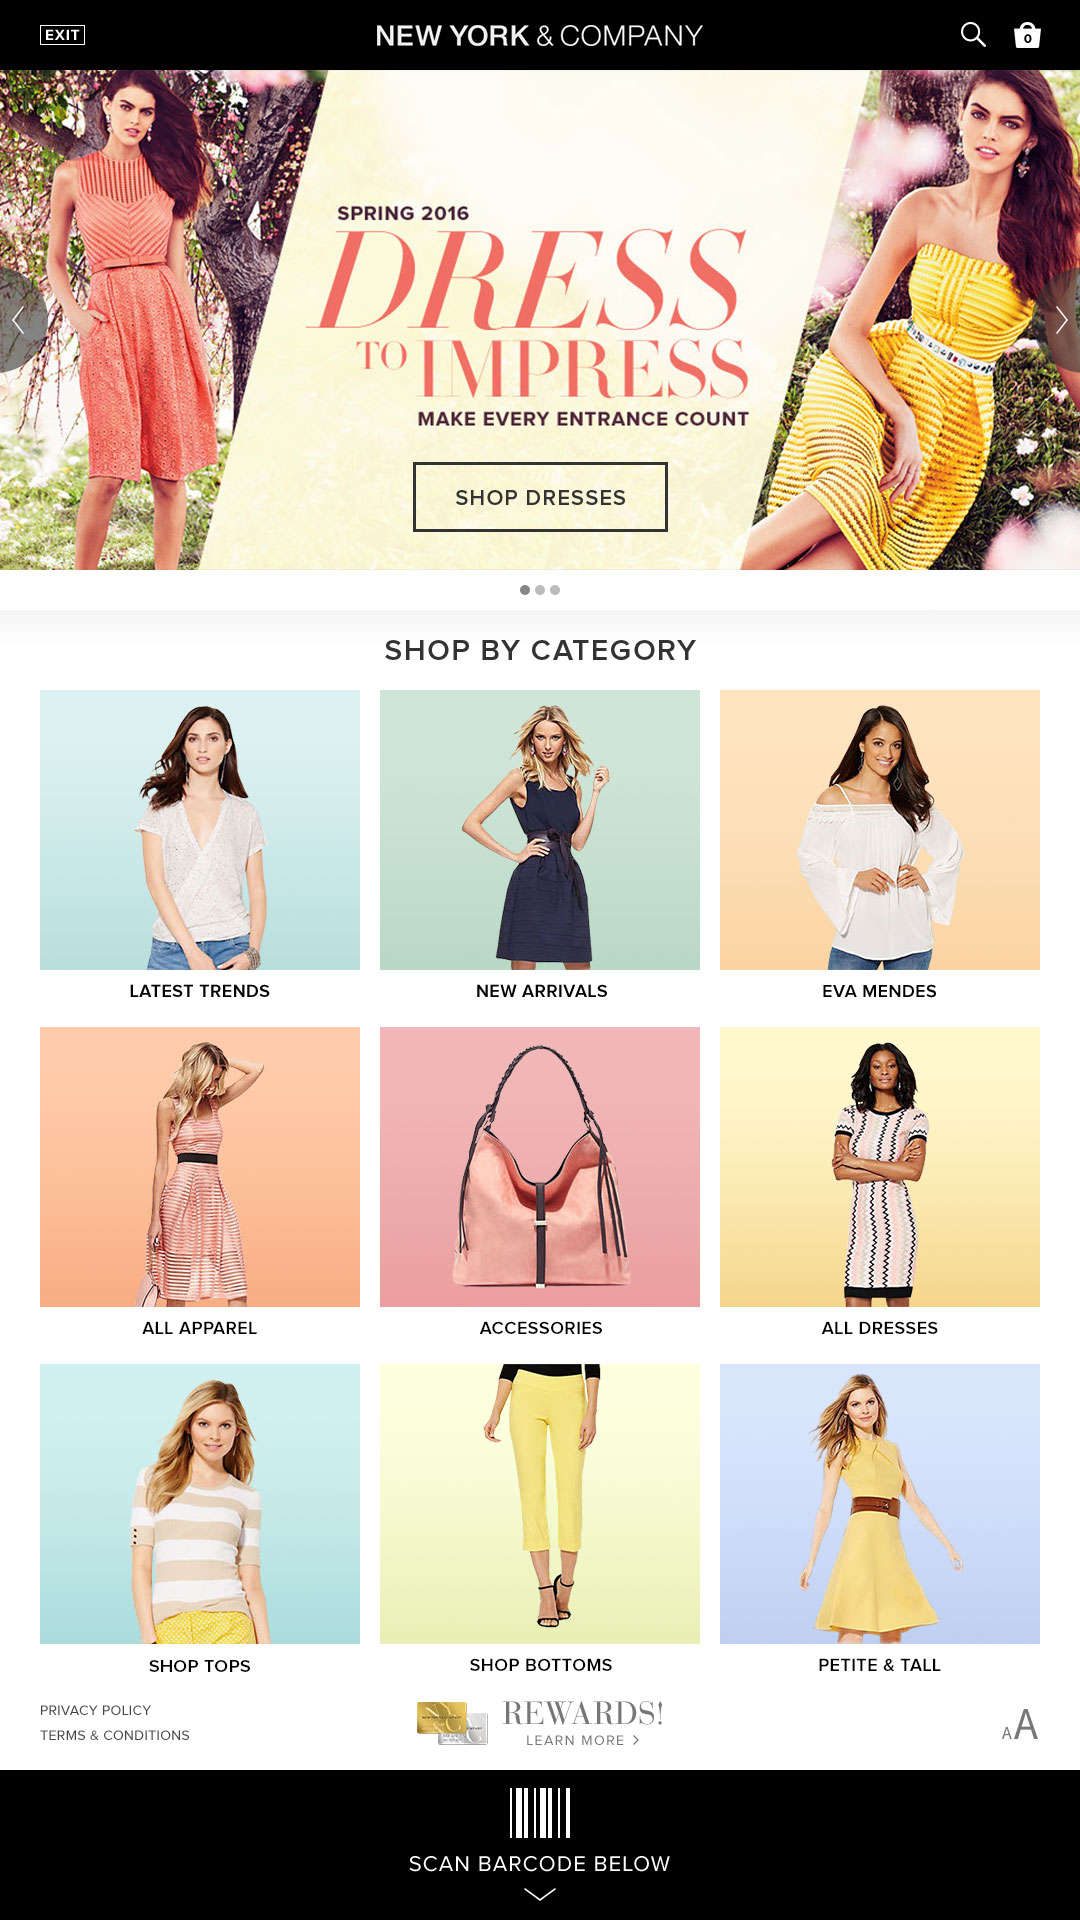 EXIT
NEW YORK & COMPANY
0
SPRING 2016
DRESS
TO IMPRESS
MAKE EVERY ENTRANCE COUNT
SHOP DRESSES
SHOP BY CATEGORY
LATEST TRENDS
NEW ARRIVALS
EVA MENDES
ALL APPAREL
ACCESSORIES
ALL DRESSES
SHOP TOPS
SHOP BOTTOMS
PETITE & TALL
PRIVACY POLICY
TERMS & CONDITIONS
REWARDS!
LEARN MORE >
AA
SCAN BARCODE BELOW